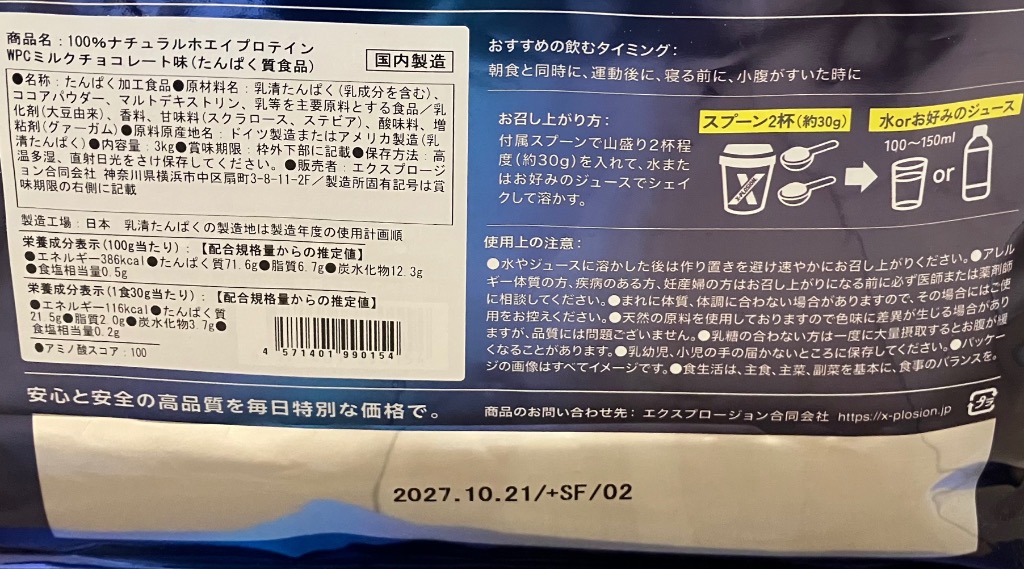 商品名：100%ナチュラルホエイプロテイン
WPCミルクチョコレート味(たんぱく質食品)
国内製造
●名称：たんぱく加工食品●原材料名：乳清たんぱく(乳成分を含む)、
ココアパウダー、マルトデキストリン、乳等を主要原料とする食品／乳
化剤(大豆由来)、香料、甘味料(スクラロース、ステビア)、酸味料、増
粘剤(グァーガム)●原料原産地名：ドイツ製造またはアメリカ製造(乳
清たんぱく)●内容量：3kg●賞味期限：枠外下部に記載●保存方法：高
温多湿、直射日光をさけ保存してください。●販売者：エクスプロージ
ョン合同会社 神奈川県横浜市中区扇町3-8-11-2F／製造所固有記号は賞
味期限の右側に記載
製造工場：日本 乳清たんぱくの製造地は製造年度の使用計画順
栄養成分表示(100g当たり)：【配合規格量からの推定値】
●エネルギー386kcal●たんぱく質71.6g●脂質6.7g●炭水化物12.3g
●食塩相当量0.5g
栄養成分表示(1食30g当たり)：【配合規格量からの推定値】
●エネルギー116kcal●たんぱく質
21.5g●脂質2.0g●炭水化物3.7g●
食塩相当量0.2g
●アミノ酸スコア：100
4 571401 990154
おすすめの飲むタイミング：
朝食と同時に、運動後に、寝る前に、小腹がすいた時に
お召し上がり方：
付属スプーンで山盛り2杯程
度(約30g)を入れて、水また
はお好みのジュースでシェイ
クして溶かす。
スプーン2杯(約30g)
水orお好みのジュース
100〜150ml
or
X
X-PLOSION
使用上の注意：
●水やジュースに溶かした後は作り置きを避け速やかにお召し上がりください。●アレル
ギー体質の方、疾病のある方、妊産婦の方はお召し上がりになる前に必ず医師または薬剤師
に相談してください。●まれに体質、体調に合わない場合がありますので、その場合にはご使
用をお控えください。●天然の原料を使用しておりますので色味に差異が生じる場合があり
ますが、品質には問題ございません。●乳糖の合わない方は一度に大量摂取するとお腹が緩
くなることがあります。●乳幼児、小児の手の届かないところに保存してください。●パッケー
ジの画像はすべてイメージです。●食生活は、主食、主菜、副菜を基本に、食事のバランスを。
安心と安全の高品質を毎日特別な価格で。
商品のお問い合わせ先：エクスプロージョン合同会社 https://x-plosion.jp
プラ
2027.10.21/+SF/02